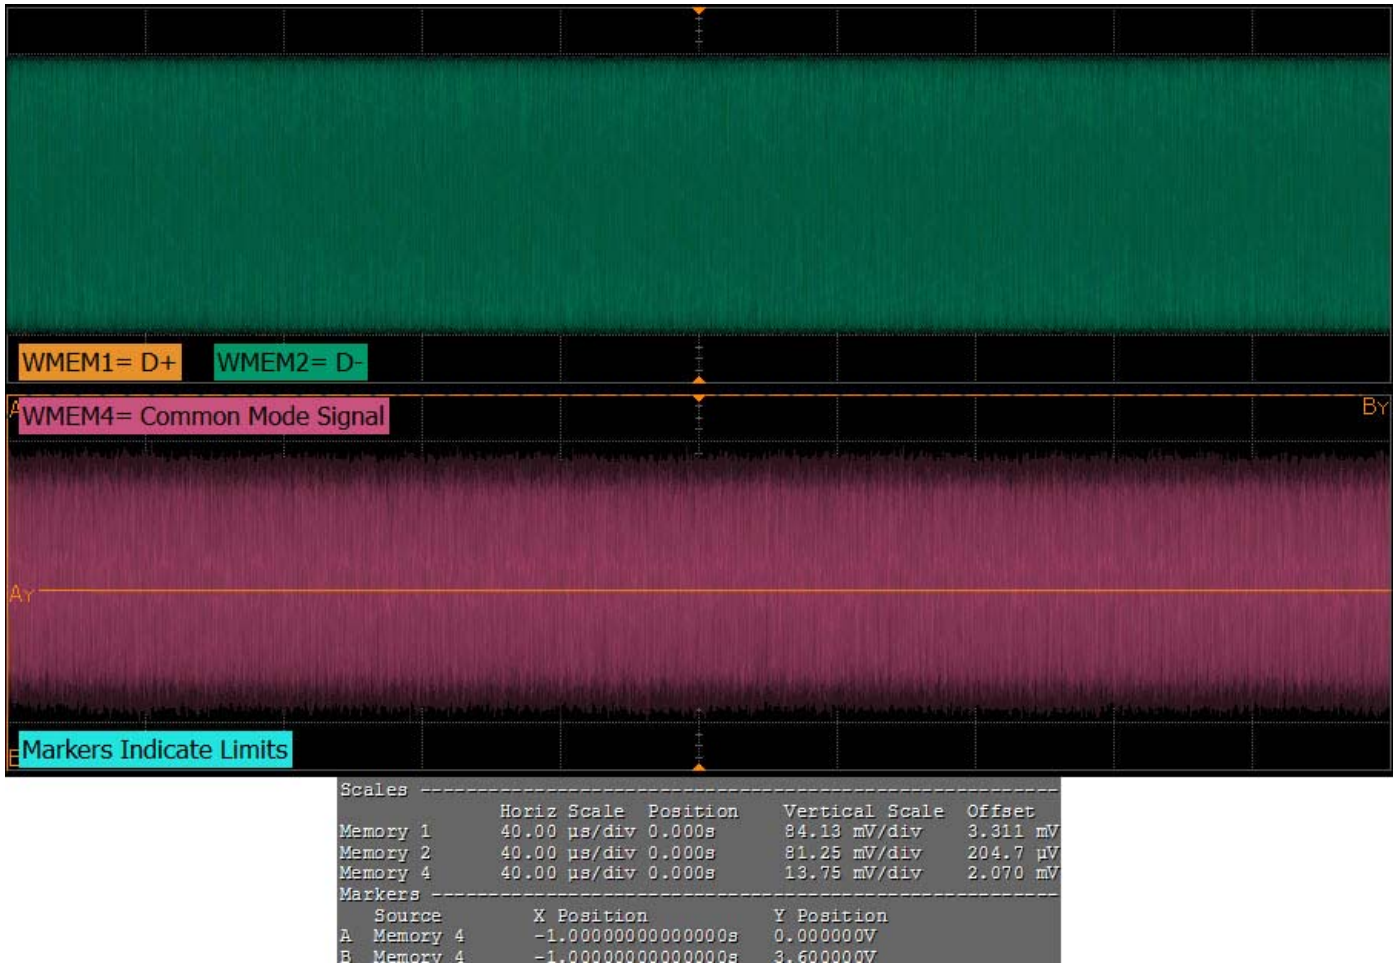 WMEM1= D+ WMEM2= D-
A WMEM4= Common Mode Signal BY
AY
Markers Indicate Limits
Scales
Horiz Scale Position Vertical Scale Offset
Memory 1 40.00 µs/div 0.000s 84.13 mV/div 3.311 mV
Memory 2 40.00 µs/div 0.000s 81.25 mV/div 204.7 µV
Memory 4 40.00 µs/div 0.000s 13.75 mV/div 2.070 mV
Markers
Source X Position Y Position
A Memory 4 -1.00000000000000s 0.000000V
B Memory 4 -1.00000000000000s 3.600000V